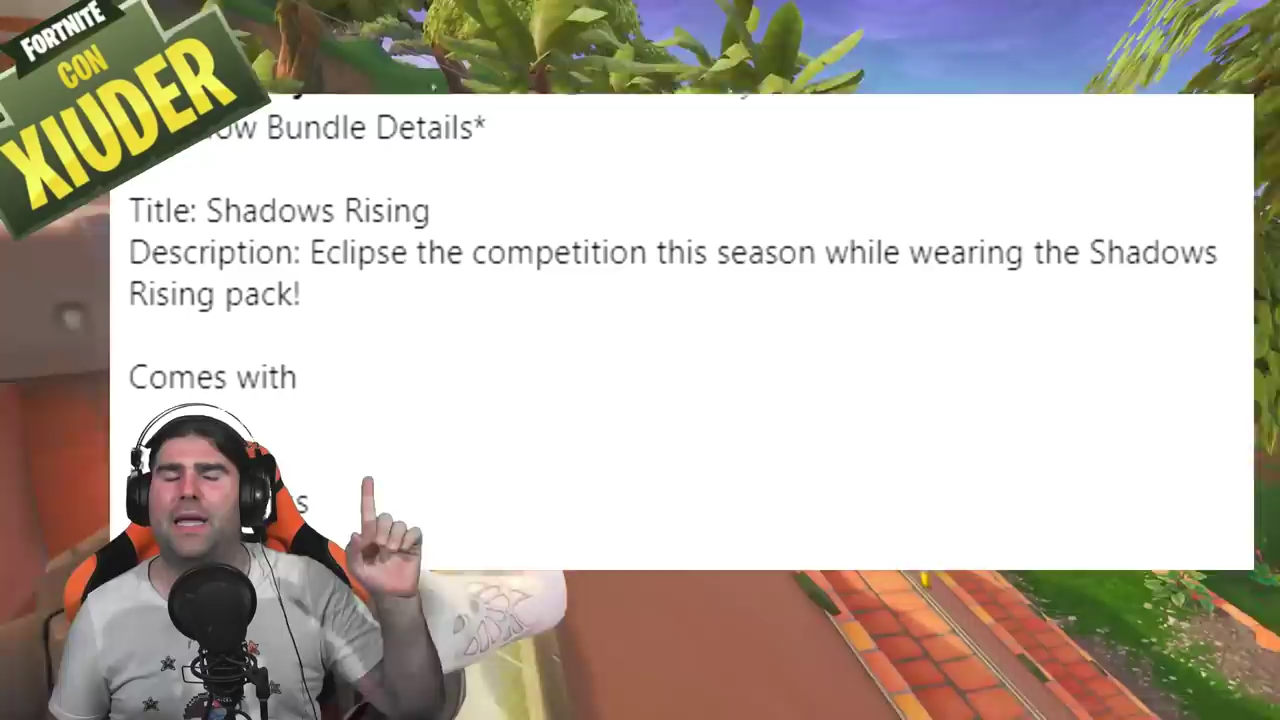 FORTNITE
CON
XIUDER
Bundle Details*
Title: Shadows Rising
Description: Eclipse the competition this season while wearing the Shadows
Rising pack!
Comes with